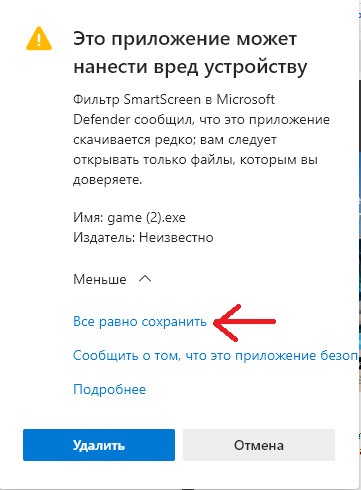 Это приложение может
нанести вред устройству
Фильтр SmartScreen в Microsoft
Defender сообщил, что это приложение
скачивается редко; вам следует
открывать только файлы, которым вы
доверяете.
Имя: game (2).exe
Издатель: Неизвестно
Меньше
Все равно сохранить
Сообщить о том, что это приложение безоп
Подробнее
Удалить
Отмена